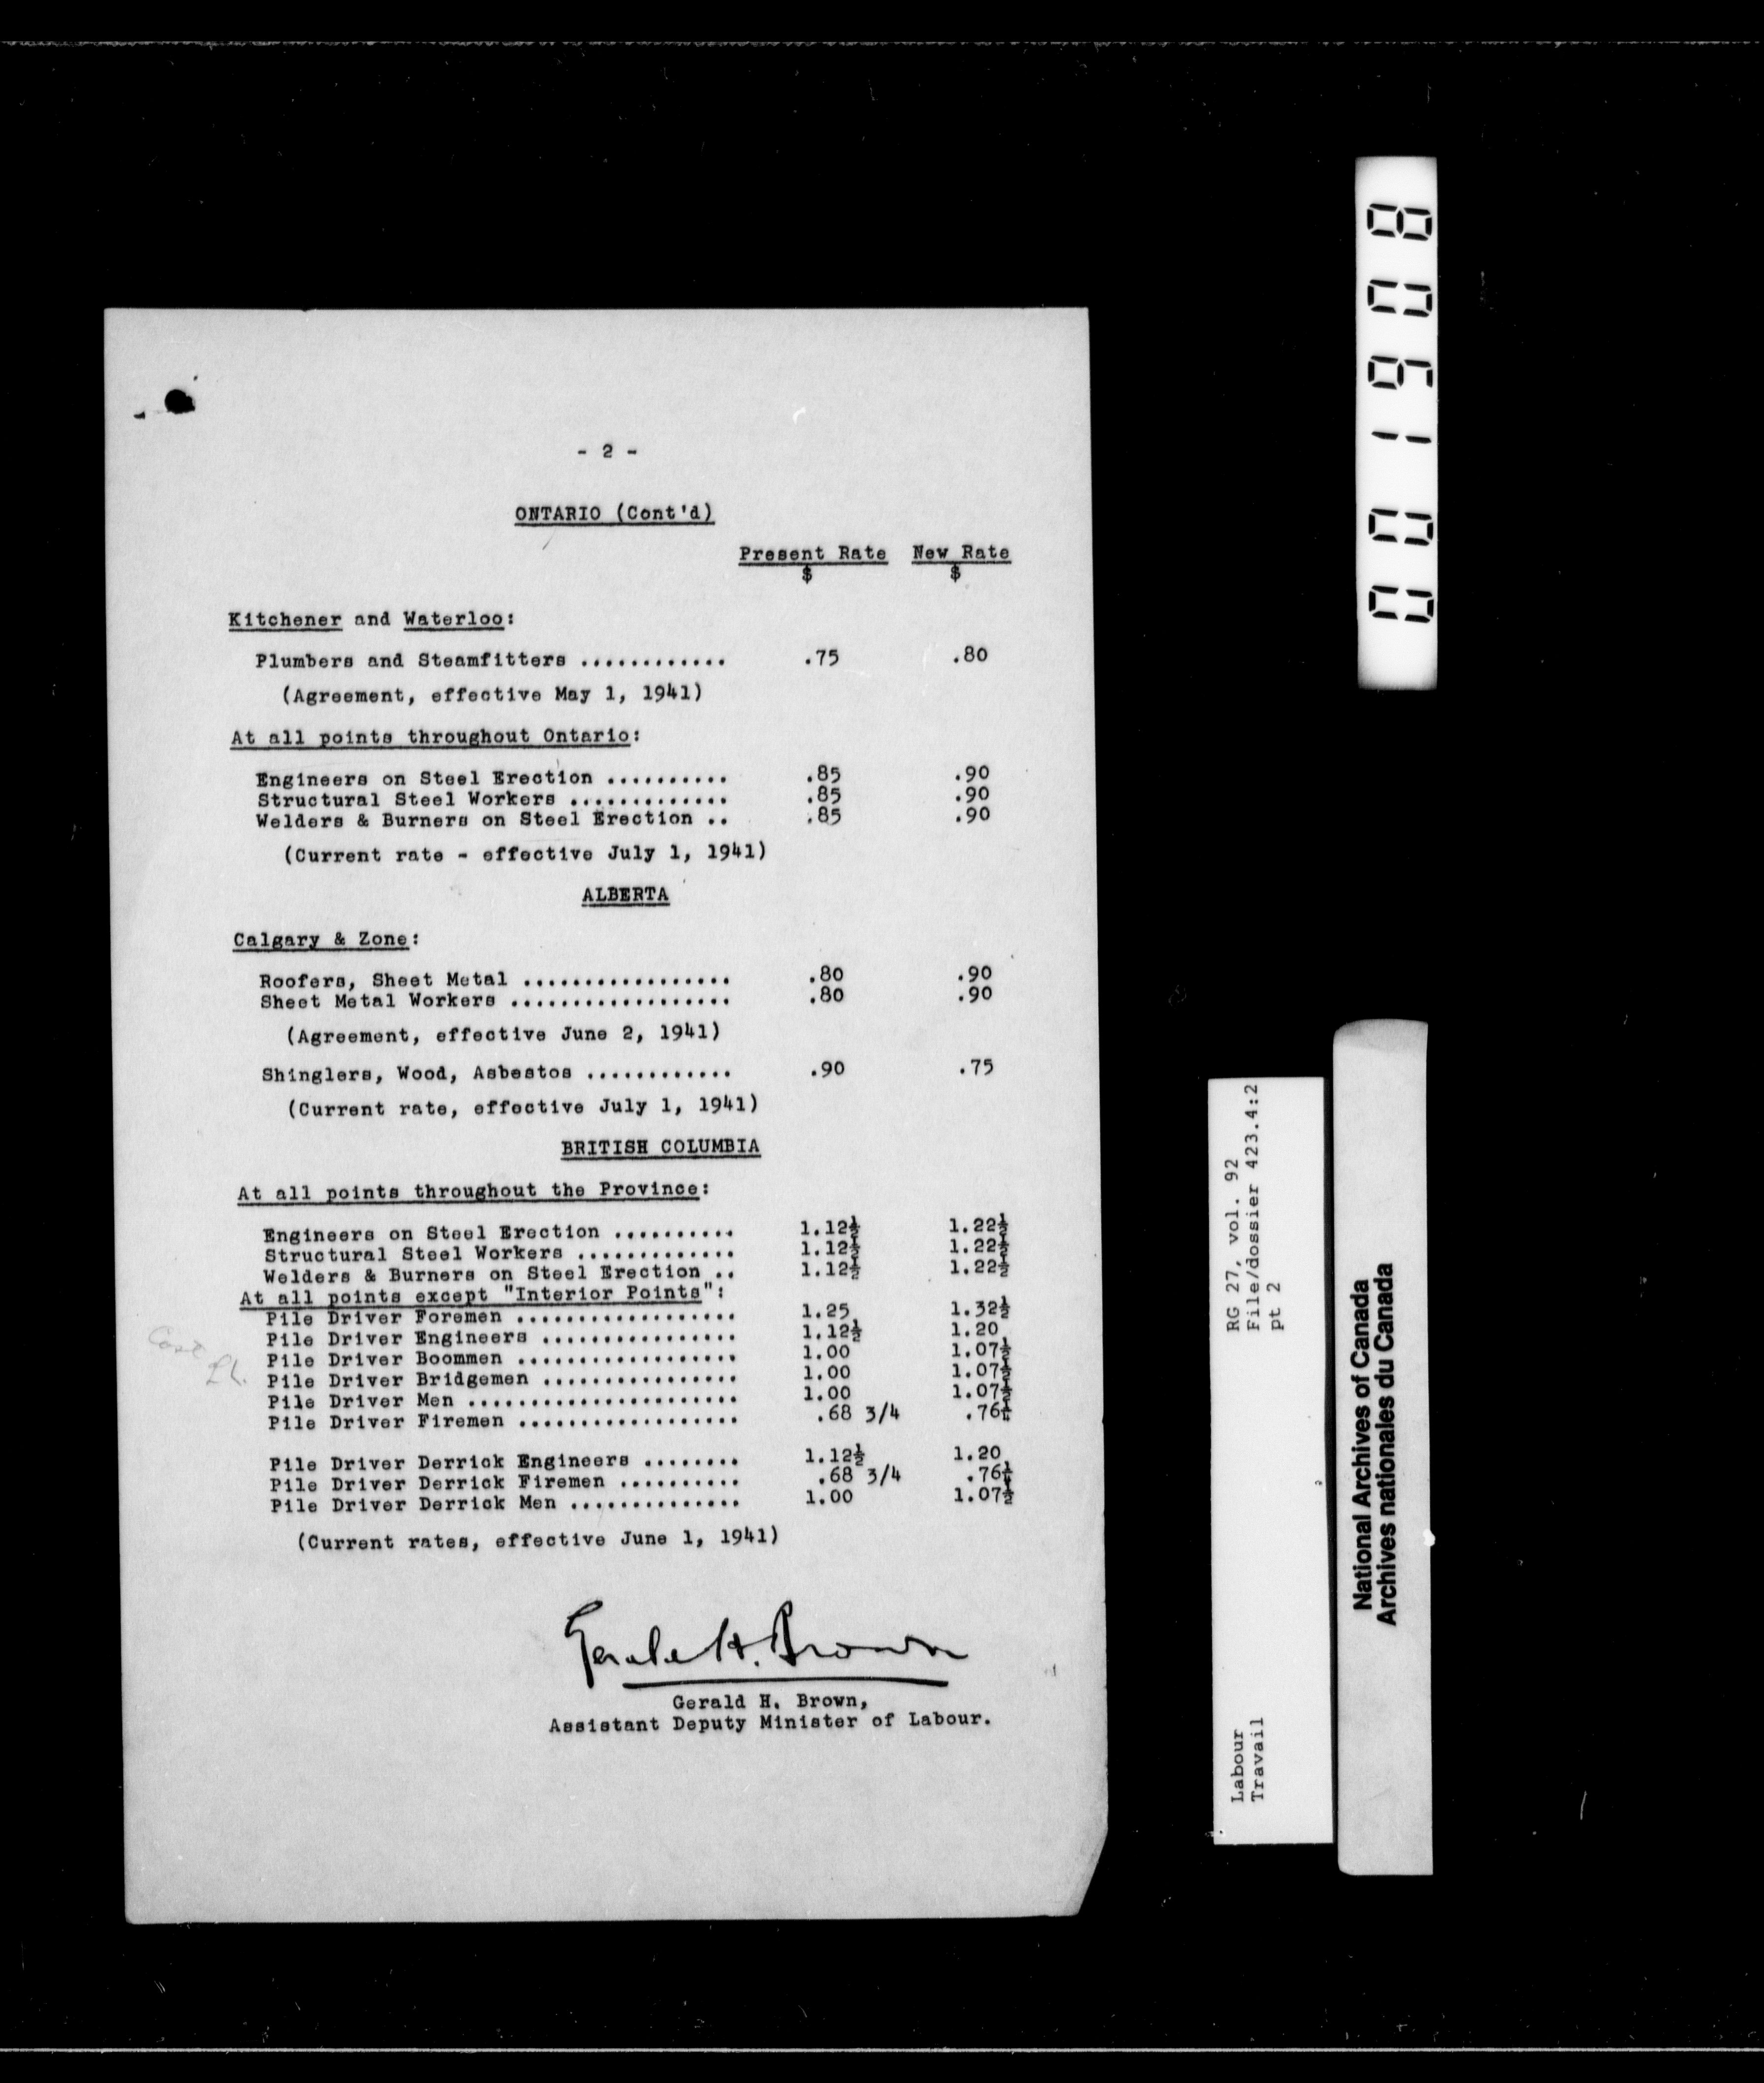 - 2 -
ONTARIO (Cont'd)
Present Rate New Rate
$ $
Kitchener and Waterloo:
Plumbers and Steamfitters ............ .75 .80
(Agreement, effective May 1, 1941)
At all points throughout Ontario:
Engineers on Steel Erection .......... .85 .90
Structural Steel Workers ............. .85 .90
Welders & Burners on Steel Erection .. .85 .90
(Current rate - effective July 1, 1941)
ALBERTA
Calgary & Zone:
Roofers, Sheet Metal ................. .80 .90
Sheet Metal Workers .................. .80 .90
(Agreement, effective June 2, 1941)
Shinglers, Wood, Asbestos ............ .90 .75
(Current rate, effective July 1, 1941)
BRITISH COLUMBIA
At all points throughout the Province:
Engineers on Steel Erection .......... 1.12½ 1.22½
Structural Steel Workers ............. 1.12½ 1.22½
Welders & Burners on Steel Erection .. 1.12½ 1.22½
At all points except "Interior Points":
Pile Driver Foremen .................. 1.25 1.32½
Pile Driver Engineers ................ 1.12½ 1.20
Pile Driver Boommen .................. 1.00 1.07½
Pile Driver Bridgemen ................ 1.00 1.07½
Pile Driver Men ...................... 1.00 1.07½
Pile Driver Firemen .................. .68 3/4 .76¼
Pile Driver Derrick Engineers ........ 1.12½ 1.20
Pile Driver Derrick Firemen .......... .68 3/4 .76¼
Pile Driver Derrick Men .............. 1.00 1.07½
(Current rates, effective June 1, 1941)
Gerald H. Brown
Gerald H. Brown,
Assistant Deputy Minister of Labour.
001908
RG 27, vol. 92
File/dossier 423.4:2
pt 2
Labour
Travail
National Archives of Canada
Archives nationales du Canada